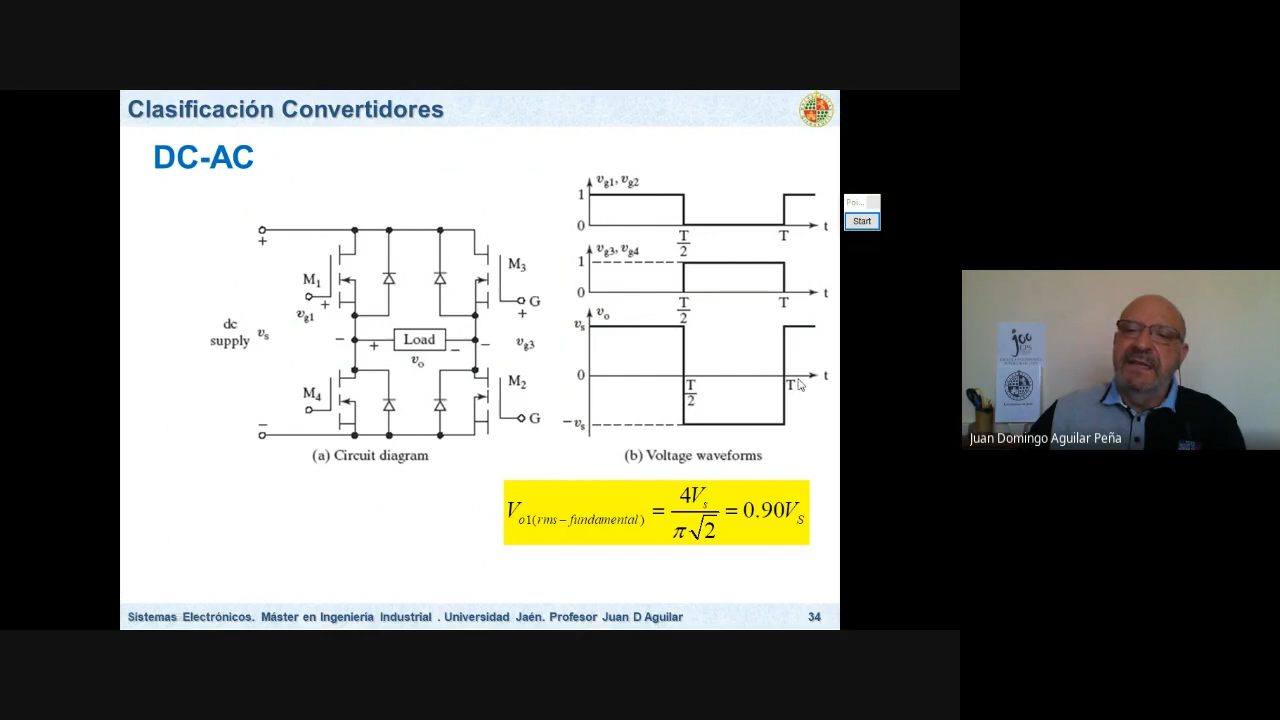 Clasificación Convertidores
DC-AC
M1
+
vg1
dc
supply
vs
M4
+
−
M3
G
+
vg3
M2
G
−
+
Load
−
−
vo
(a) Circuit diagram
vg1, vg2
1
0
T/2
T
t
vg3, vg4
1
0
T/2
T
t
vo
vs
0
−vs
T/2
T
t
(b) Voltage waveforms
Vo1(rms−fundamental) = 4Vs/π√2 = 0.90VS
Sistemas Electrónicos. Máster en Ingeniería Industrial . Universidad Jaén. Profesor Juan D Aguilar
34
Poi...
Start
Juan Domingo Aguilar Peña